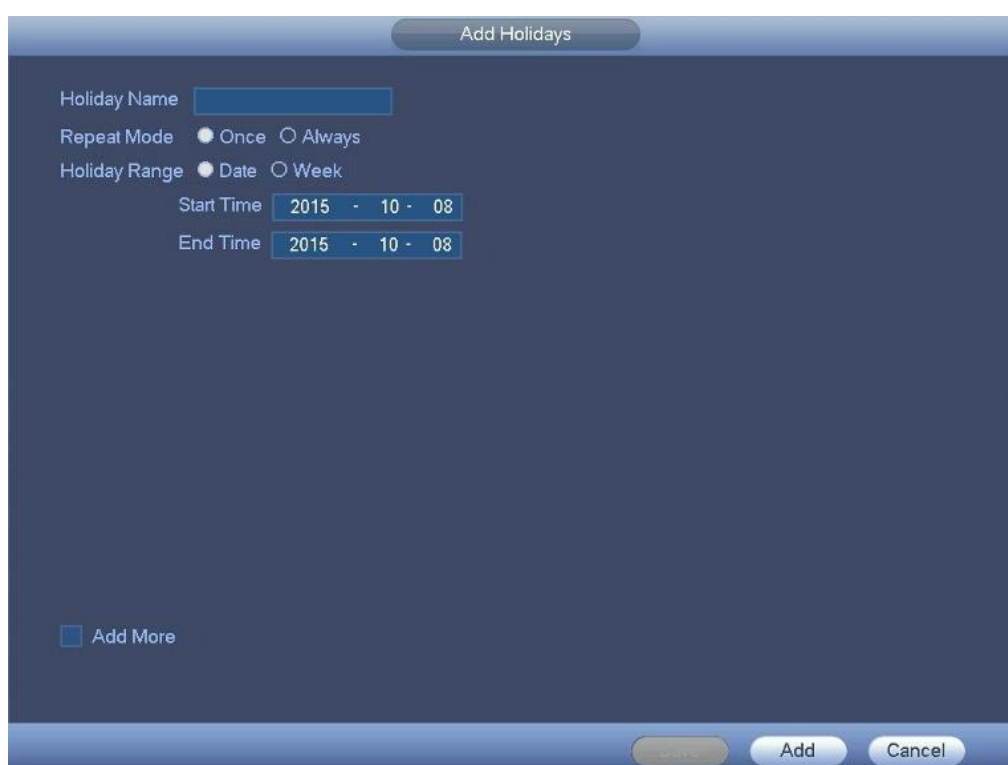 Add Holidays
Holiday Name
Repeat Mode Once Always
Holiday Range Date Week
Start Time 2015 - 10 - 08
End Time 2015 - 10 - 08
Add More
Add Cancel